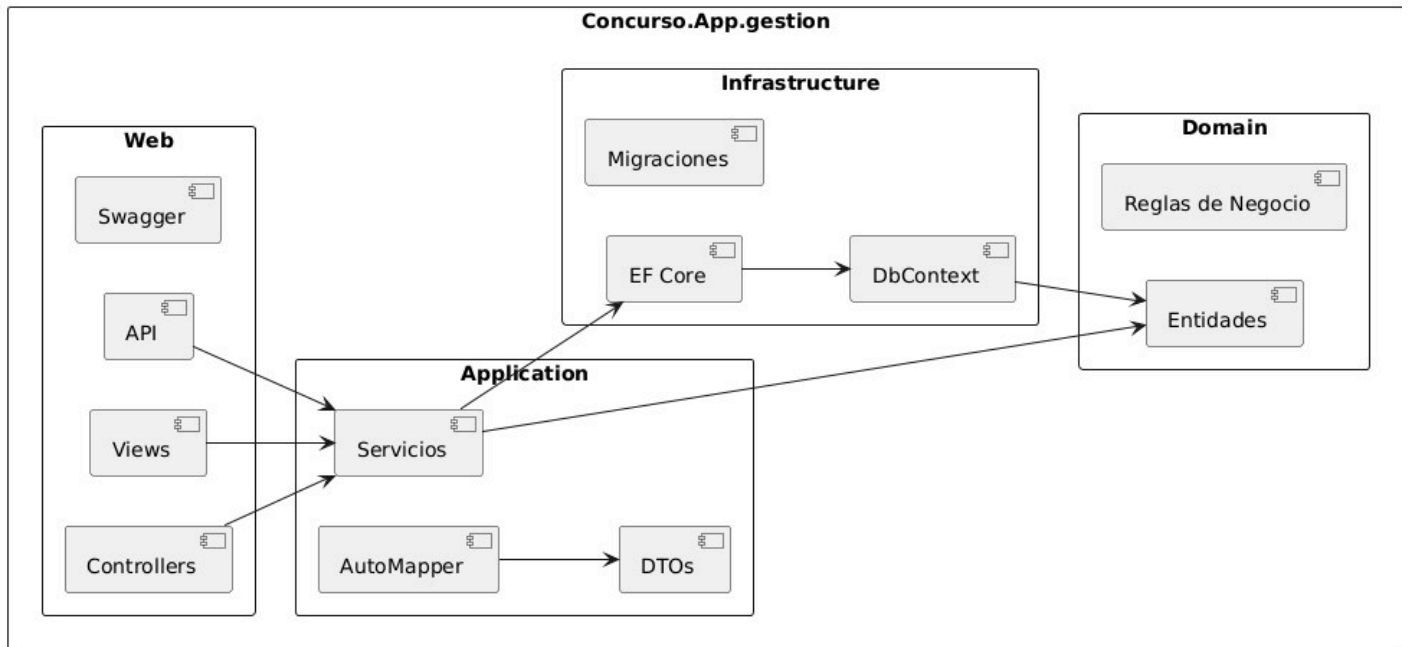 Concurso.App.gestion
Web
Swagger
API
Views
Controllers
Application
Servicios
AutoMapper
DTOs
Infrastructure
Migraciones
EF Core
DbContext
Domain
Reglas de Negocio
Entidades